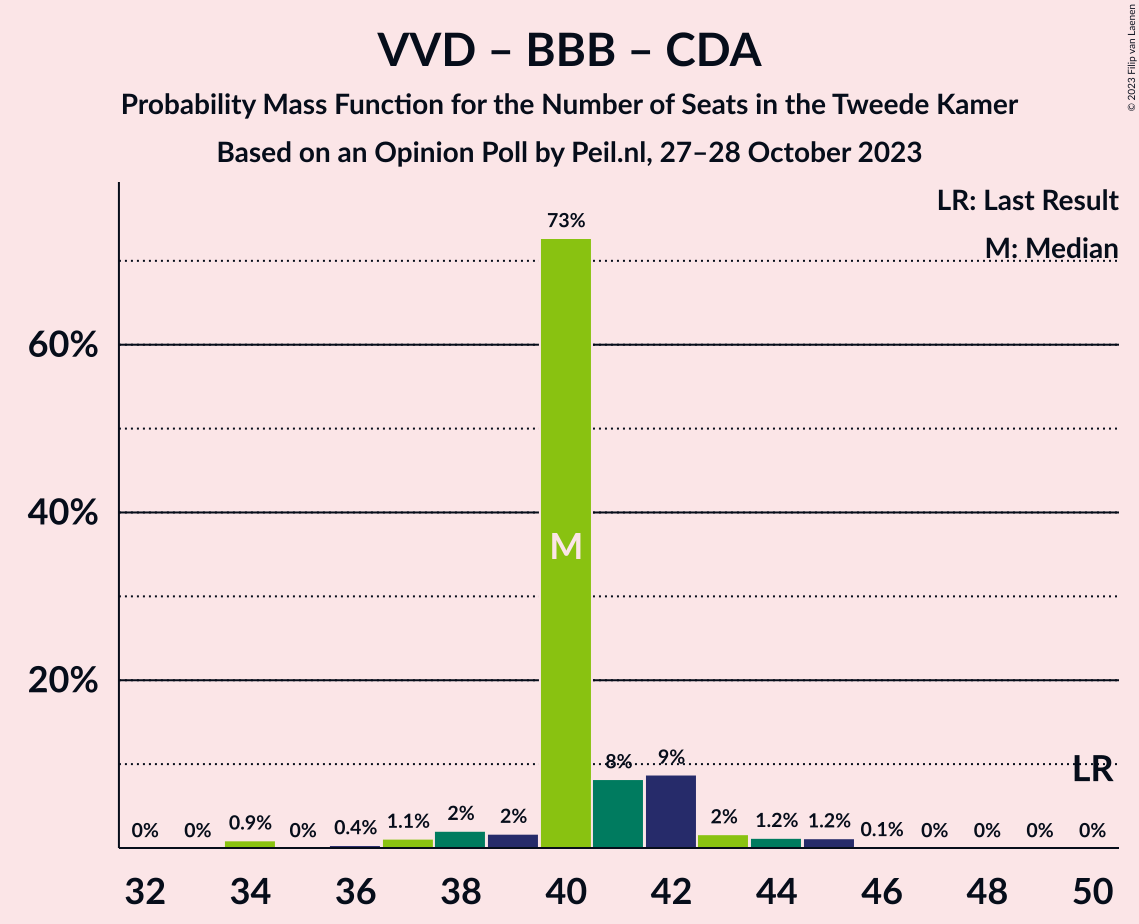 VVD – BBB – CDA
Probability Mass Function for the Number of Seats in the Tweede Kamer
Based on an Opinion Poll by Peil.nl, 27–28 October 2023
© 2023 Filip van Laenen
LR: Last Result
M: Median
60%
40%
20%
0% 0% 0.9% 0% 0.4% 1.1% 2% 2% 73% 8% 9% 2% 1.2% 1.2% 0.1% 0% 0% 0% 0%
M
LR
32 34 36 38 40 42 44 46 48 50